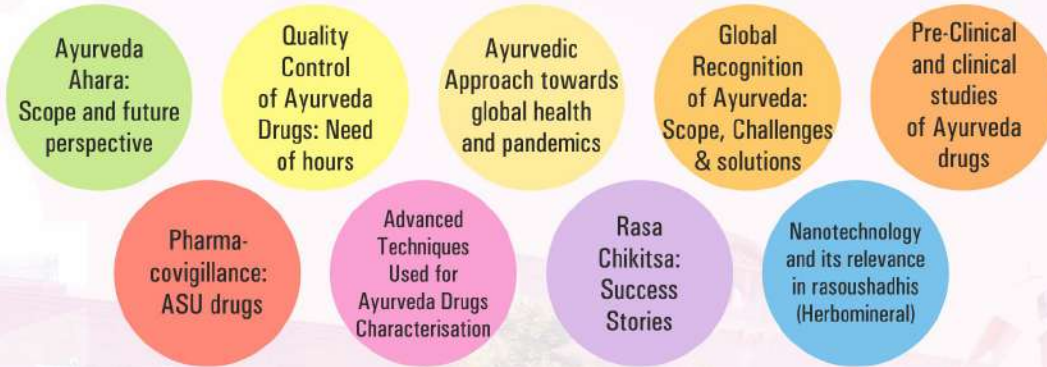 Ayurveda
Ahara:
Scope and future
perspective
Quality
Control
of Ayurveda
Drugs: Need
of hours
Ayurvedic
Approach towards
global health
and pandemics
Global
Recognition
of Ayurveda:
Scope, Challenges
& solutions
Pre-Clinical
and clinical
studies
of Ayurveda
drugs
Pharma-
covigillance:
ASU drugs
Advanced
Techniques
Used for
Ayurveda Drugs
Characterisation
Rasa
Chikitsa:
Success
Stories
Nanotechnology
and its relevance
in rasoushadhis
(Herbomineral)